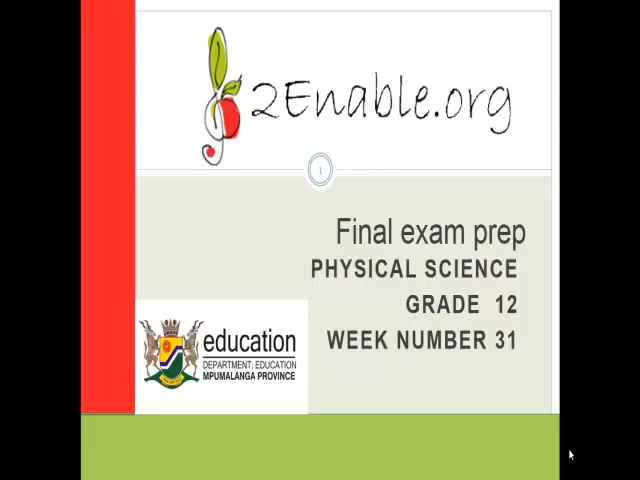 2Enable.org
1
Final exam prep
PHYSICAL SCIENCE
GRADE 12
WEEK NUMBER 31
education
DEPARTMENT: EDUCATION
MPUMALANGA PROVINCE